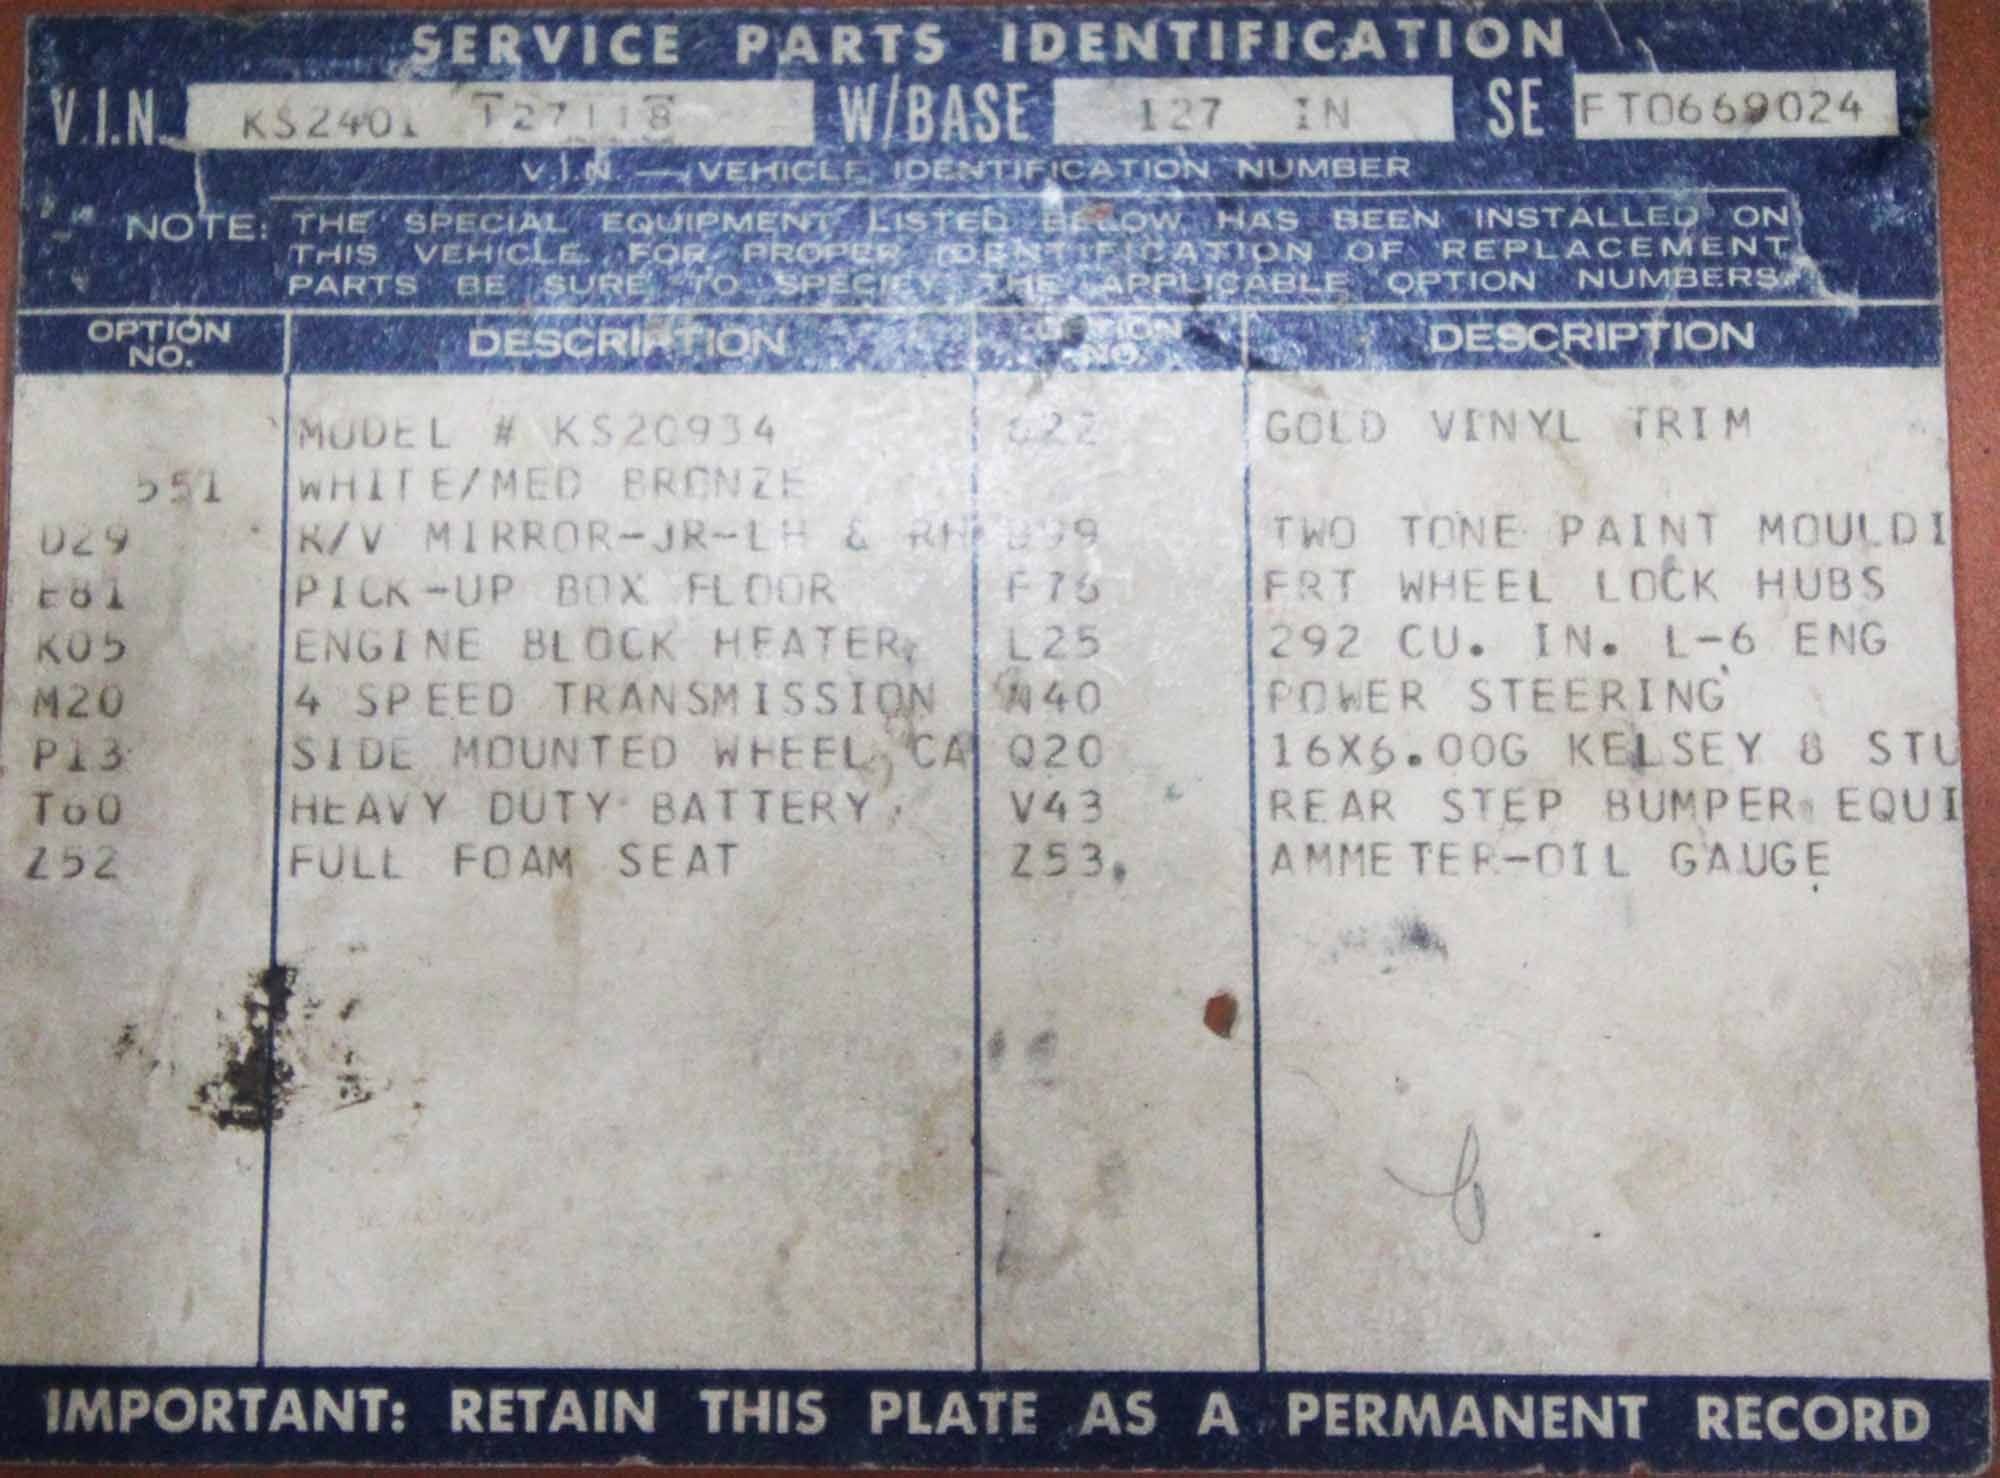 SERVICE PARTS IDENTIFICATION
V.I.N. KS2401 127118 W/BASE 127 IN SE FT0669024
V.I.N. — VEHICLE IDENTIFICATION NUMBER
NOTE: THE SPECIAL EQUIPMENT LISTED BELOW HAS BEEN INSTALLED ON
THIS VEHICLE. FOR PROPER IDENTIFICATION OF REPLACEMENT
PARTS BE SURE TO SPECIFY THE APPLICABLE OPTION NUMBERS.
OPTION NO. DESCRIPTION OPTION NO. DESCRIPTION
MODEL # KS20934 GOLD VINYL TRIM
551 WHITE/MED BRONZE
D29 R/V MIRROR-JR-LH & RH B99 TWO TONE PAINT MOULDI
E81 PICK-UP BOX FLOOR F76 FRT WHEEL LOCK HUBS
K05 ENGINE BLOCK HEATER L25 292 CU. IN. L-6 ENG
M20 4 SPEED TRANSMISSION N40 POWER STEERING
P13 SIDE MOUNTED WHEEL CA Q20 16X6.00G KELSEY 8 STU
T60 HEAVY DUTY BATTERY V43 REAR STEP BUMPER EQUI
Z52 FULL FOAM SEAT Z53 AMMETER-OIL GAUGE
IMPORTANT: RETAIN THIS PLATE AS A PERMANENT RECORD